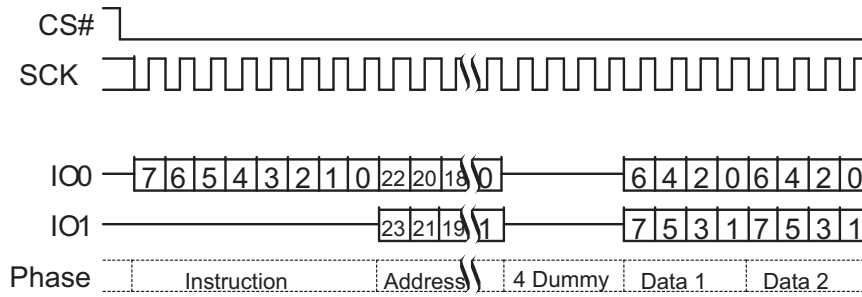 CS#
SCK
IO0 7 6 5 4 3 2 1 0 22 20 18 0 6 4 2 0 6 4 2 0
IO1 23 21 19 1 7 5 3 1 7 5 3 1
Phase Instruction Address 4 Dummy Data 1 Data 2